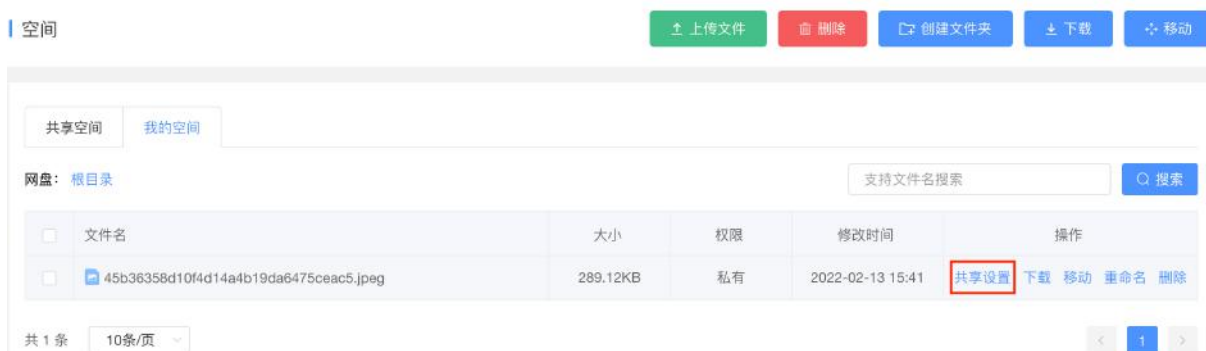 空间 上传文件 删除 创建文件夹 下载 移动
共享空间 我的空间
网盘: 根目录 支持文件名搜索 搜索
文件名 大小 权限 修改时间 操作
45b36358d10f4d14a4b19da6475ceac5.jpeg 289.12KB 私有 2022-02-13 15:41 共享设置 下载 移动 重命名 删除
共 1 条 10条/页 < 1 >